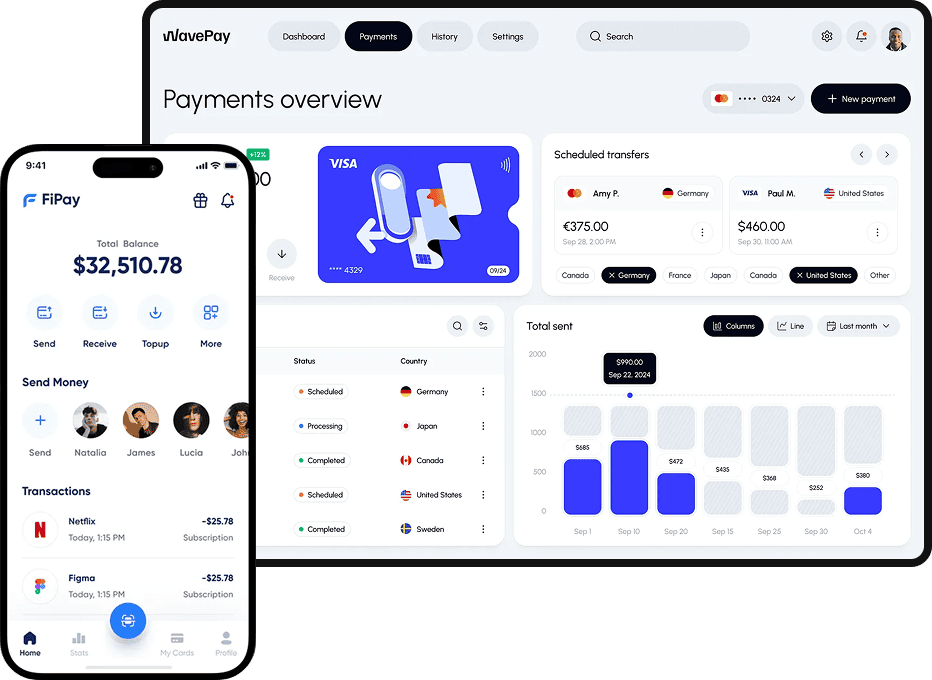 WavePay
Dashboard
Payments
History
Settings
Search
Payments overview
•••• 0324
New payment
+12%
VISA
**** 4329
09/24
Receive
Scheduled transfers
Amy P.
Germany
€375.00
Sep 28, 2:00 PM
VISA
Paul M.
United States
$460.00
Sep 30, 11:00 AM
Canada
Germany
France
Japan
Canada
United States
Other
Status
Country
Scheduled
Germany
Processing
Japan
Completed
Canada
Scheduled
United States
Completed
Sweden
Total sent
Columns
Line
Last month
2000
1500
1000
500
0
$990.00
Sep 22, 2024
$685
$472
$435
$368
$252
$380
Sep 1
Sep 10
Sep 20
Sep 15
Sep 25
Sep 30
Oct 4
9:41
FiPay
Total Balance
$32,510.78
Send
Receive
Topup
More
Send Money
Send
Natalia
James
Lucia
Transactions
Netflix
-$25.78
Today, 1:15 PM
Subscription
Figma
-$25.78
Today, 1:15 PM
Subscription
Home
Stats
My Cards
Profile